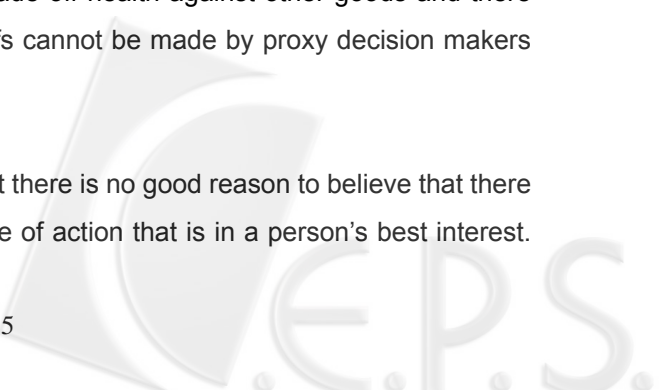 ade off health against other goods and there
fs cannot be made by proxy decision makers
t there is no good reason to believe that there
e of action that is in a person’s best interest.
5
C.E.P.S.